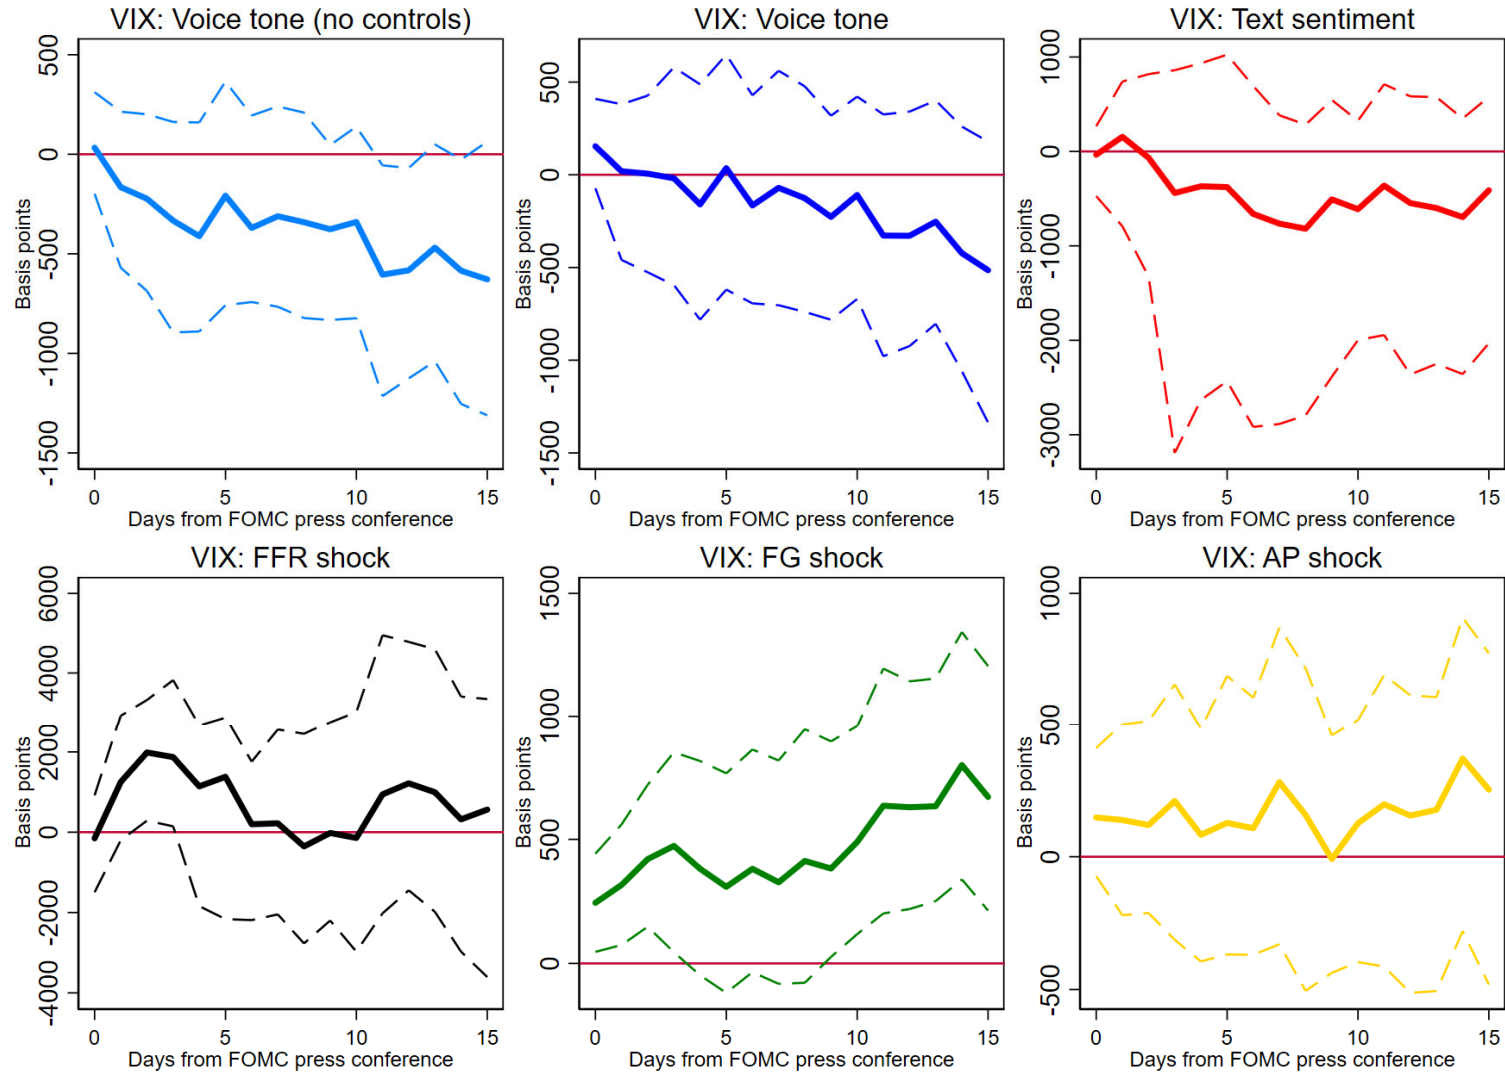 VIX: Voice tone (no controls)
500
0
-500
-1000
-1500
Basis points
0 5 10 15
Days from FOMC press conference
VIX: Voice tone
500
0
-500
-1000
-1500
Basis points
0 5 10 15
Days from FOMC press conference
VIX: Text sentiment
1000
0
-1000
-2000
-3000
Basis points
0 5 10 15
Days from FOMC press conference
VIX: FFR shock
6000
4000
2000
0
-2000
-4000
Basis points
0 5 10 15
Days from FOMC press conference
VIX: FG shock
1500
1000
500
0
Basis points
0 5 10 15
Days from FOMC press conference
VIX: AP shock
1000
500
0
-500
Basis points
0 5 10 15
Days from FOMC press conference